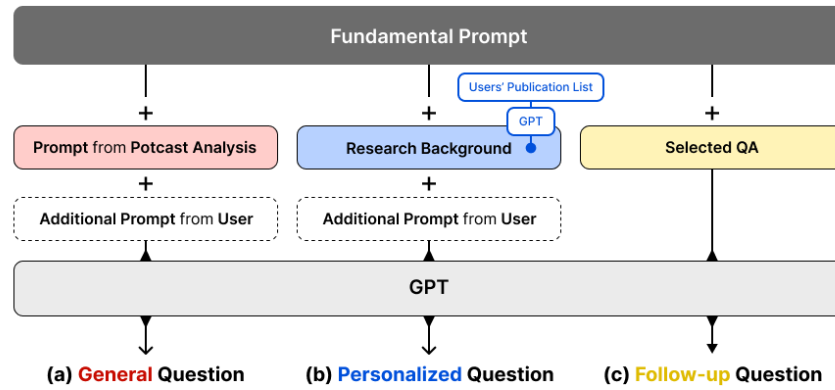 Fundamental Prompt
+ + +
Users' Publication List
GPT
Prompt from Potcast Analysis
Research Background
Selected QA
+ +
Additional Prompt from User
Additional Prompt from User
GPT
(a) General Question
(b) Personalized Question
(c) Follow-up Question